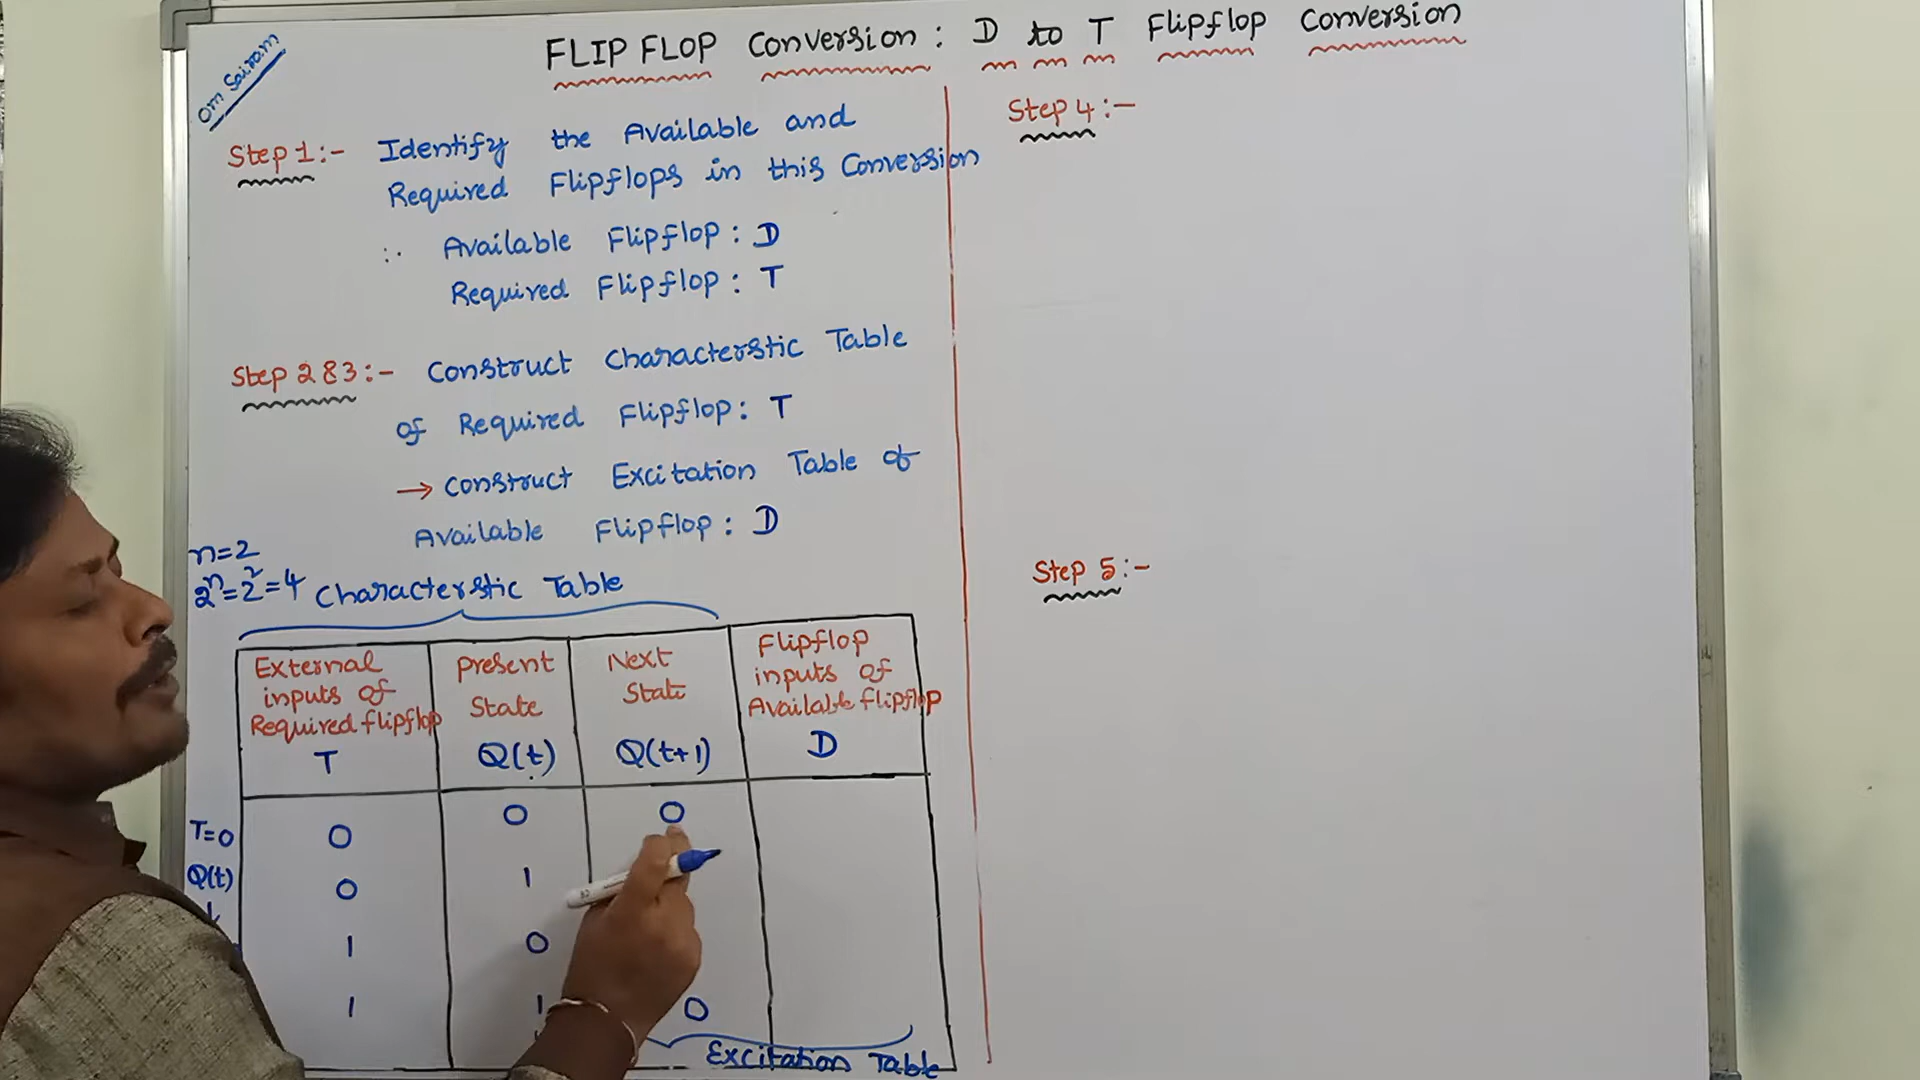 Om Sairam
FLIP FLOP Conversion: D to T Flipflop Conversion
Step 1:- Identify the Available and
Required Flipflops in this Conversion
∴ Available Flipflop: D
Required Flipflop: T
Step 2&3:- Construct Characterstic Table
of Required Flipflop: T
→ Construct Excitation Table of
Available Flipflop: D
n=2
2ⁿ=2²=4
Characterstic Table
External inputs of Required flipflop T
Present State Q(t)
Next State Q(t+1)
Flipflop inputs of Available flipflop D
T=0
Q(t)
0 0 0
0 1
1 0
1 1 0
Excitation Table
Step 4:-
Step 5:-